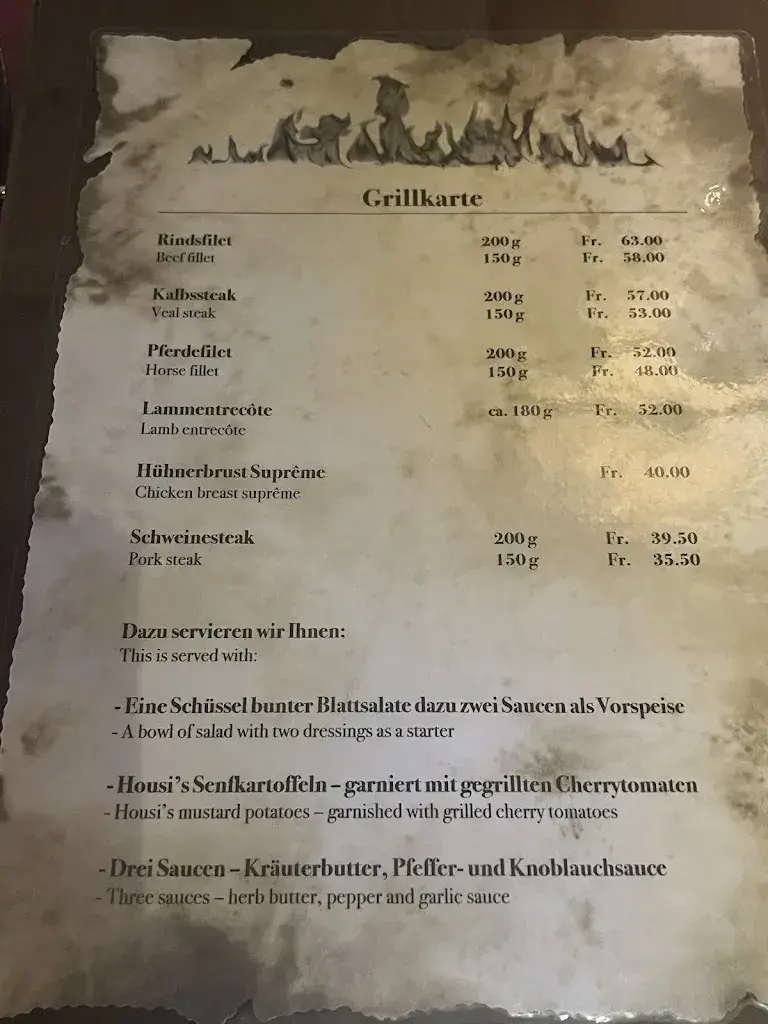 Grillkarte
Rindsfilet 200 g Fr. 63.00
Beef fillet 150 g Fr. 58.00
Kalbssteak 200 g Fr. 57.00
Veal steak 150 g Fr. 53.00
Pferdefilet 200 g Fr. 52.00
Horse fillet 150 g Fr. 48.00
Lammentrecôte ca. 180 g Fr. 52.00
Lamb entrecôte
Hühnerbrust Suprême Fr. 40.00
Chicken breast suprême
Schweinesteak 200 g Fr. 39.50
Pork steak 150 g Fr. 35.50
Dazu servieren wir Ihnen:
This is served with:
- Eine Schüssel bunter Blattsalate dazu zwei Saucen als Vorspeise
- A bowl of salad with two dressings as a starter
- Housi's Senfkartoffeln – garniert mit gegrillten Cherrytomaten
- Housi's mustard potatoes – garnished with grilled cherry tomatoes
- Drei Saucen – Kräuterbutter, Pfeffer- und Knoblauchsauce
- Three sauces – herb butter, pepper and garlic sauce